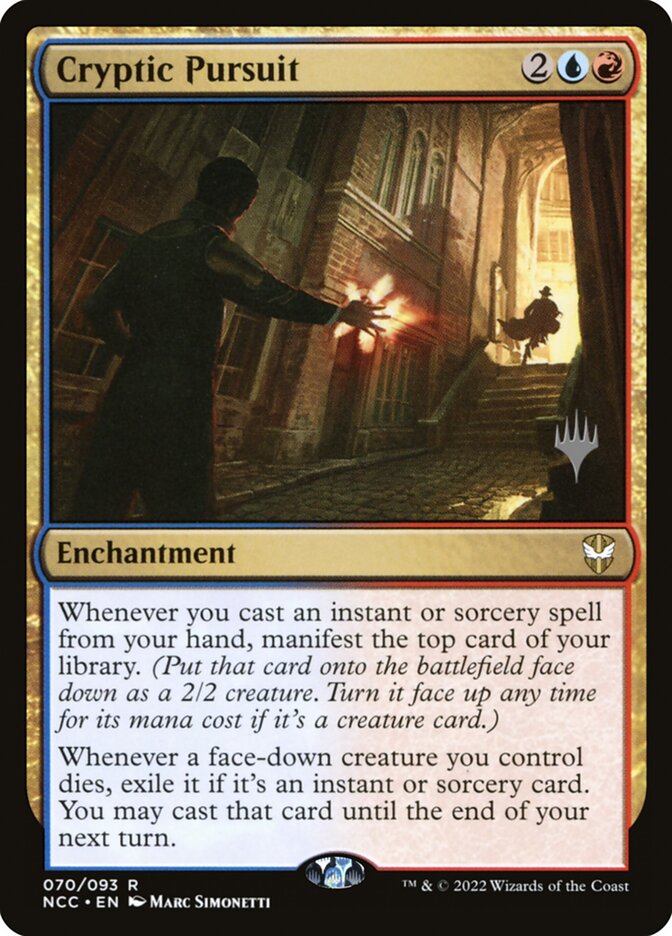 Cryptic Pursuit
2
Enchantment
Whenever you cast an instant or sorcery spell
from your hand, manifest the top card of your
library. (Put that card onto the battlefield face
down as a 2/2 creature. Turn it face up any time
for its mana cost if it's a creature card.)
Whenever a face-down creature you control
dies, exile it if it's an instant or sorcery card.
You may cast that card until the end of your
next turn.
070/093 R
NCC • EN Marc Simonetti
™ & © 2022 Wizards of the Coast